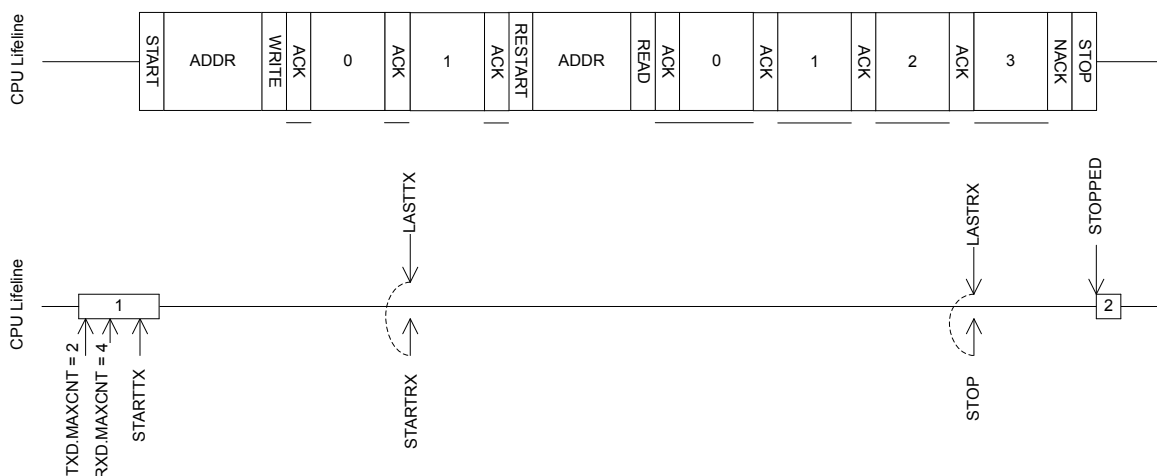 CPU Lifeline
START
ADDR
WRITE
ACK
0
ACK
1
ACK
RESTART
ADDR
READ
ACK
0
ACK
1
ACK
2
ACK
3
NACK
STOP
LASTTX
LASTRX
STOPPED
CPU Lifeline
1
2
TXD.MAXCNT = 2
RXD.MAXCNT = 4
STARTTX
STARTRX
STOP